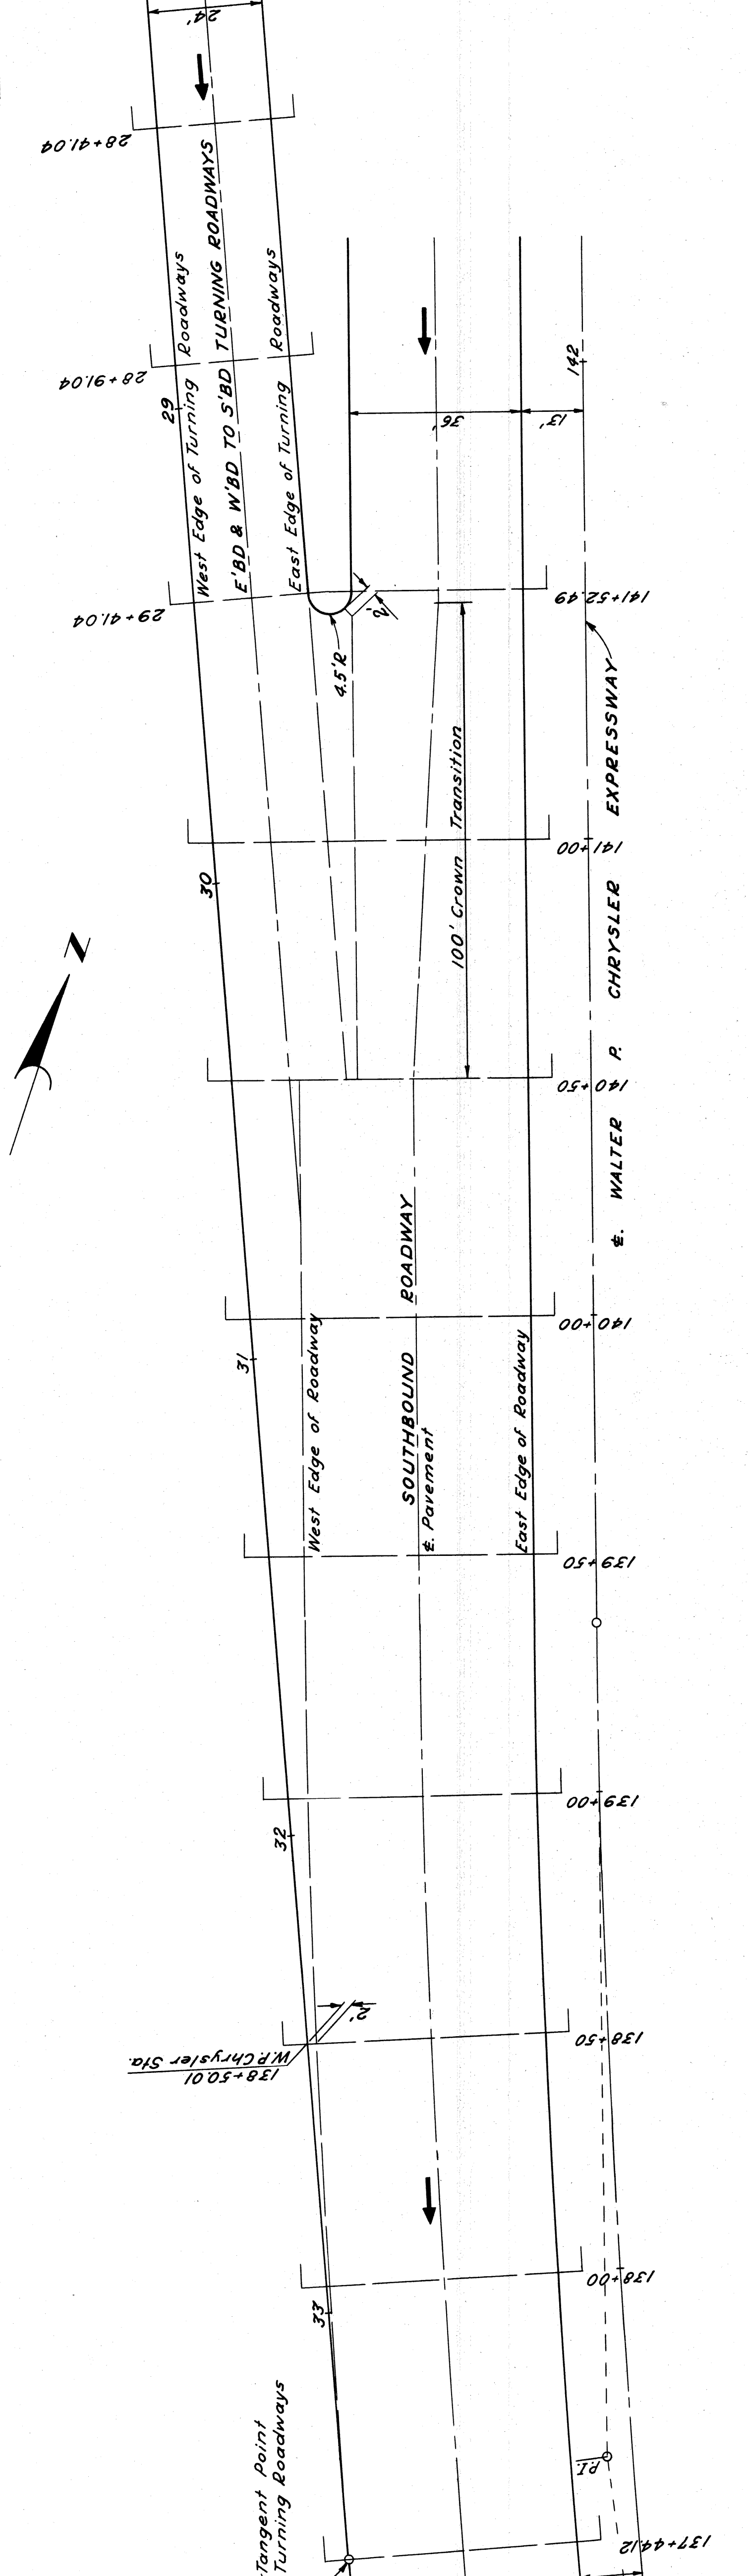 24'
28+41.04
E'BD & W'BD TO S'BD TURNING ROADWAYS
West Edge of Turning Roadways
East Edge of Turning Roadways
28+91.04
29
142
36'
13'
29+41.04
141+52.49
2'
4.5'R
100' Crown Transition
141+00
30
N
140+50
℄ WALTER P. CHRYSLER EXPRESSWAY
140+00
31
West Edge of Roadway
SOUTHBOUND ROADWAY
℄ Pavement
East Edge of Roadway
139+50
139+00
32
2'
138+50
W.P. Chrysler Sta.
138+50.01
138+00
33
P.I.
Tangent Point
Turning Roadways
137+44.12